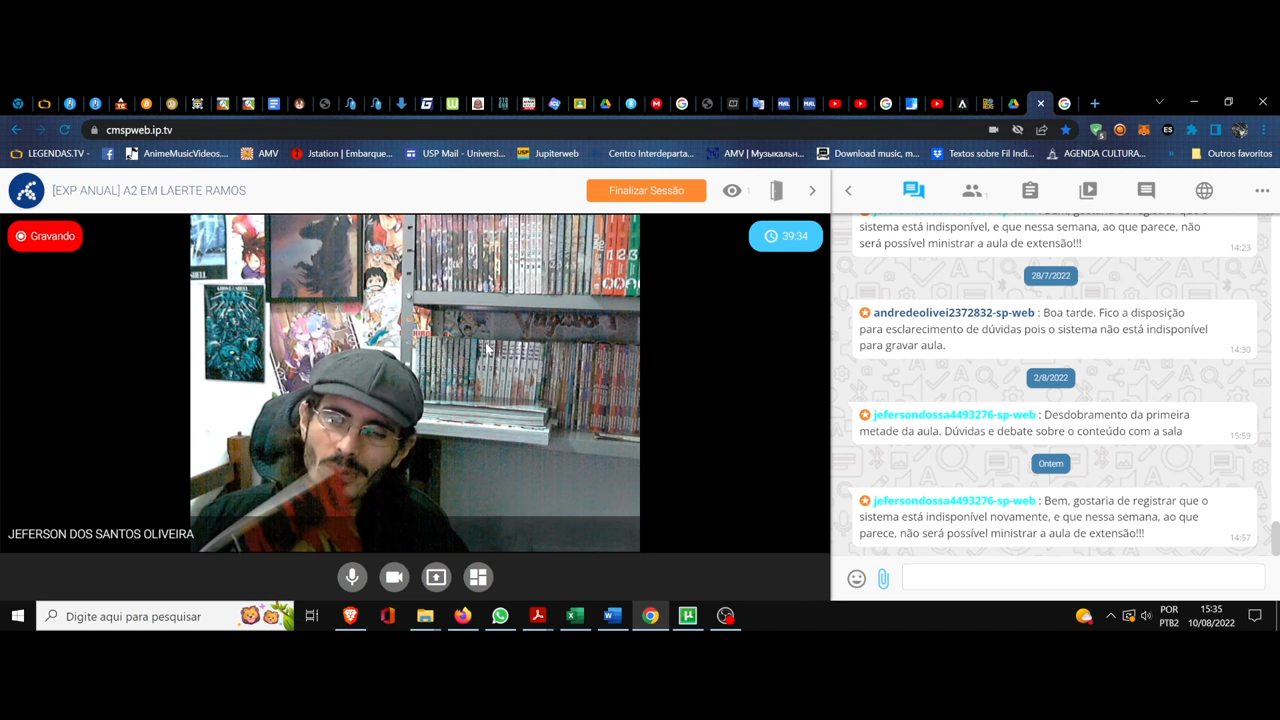 cmspweb.ip.tv
LEGENDAS.TV -
AnimeMusicVideos....
AMV
Jstation | Embarque...
USP Mail - Universi...
Jupiterweb
Centro Interdeparta...
AMV | Музыкальн...
Download music, m...
Textos sobre Fil Indi...
AGENDA CULTURA...
»
Outros favoritos
[EXP ANUAL] A2 EM LAERTE RAMOS
Finalizar Sessão
1
1
Gravando
39:34
JEFERSON DOS SANTOS OLIVEIRA
sistema está indisponível, e que nessa semana, ao que parece, não
será possível ministrar a aula de extensão!!!
14:23
28/7/2022
andredeolivei2372832-sp-web : Boa tarde. Fico a disposição
para esclarecimento de dúvidas pois o sistema não está indisponível
para gravar aula.
14:30
2/8/2022
jefersondossa4493276-sp-web : Desdobramento da primeira
metade da aula. Dúvidas e debate sobre o conteúdo com a sala
15:59
Ontem
jefersondossa4493276-sp-web : Bem, gostaria de registrar que o
sistema está indisponível novamente, e que nessa semana, ao que
parece, não será possível ministrar a aula de extensão!!!
14:57
Digite aqui para pesquisar
POR
PTB2
15:35
10/08/2022